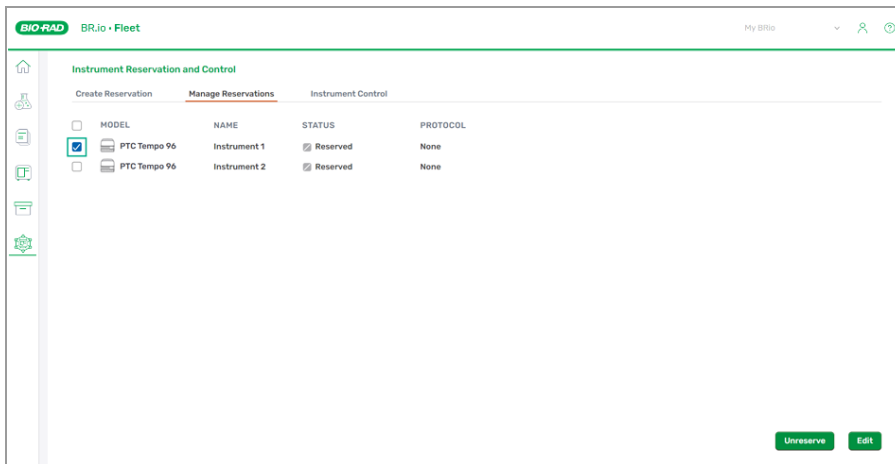 BIO-RAD BR.io • Fleet My BRio
Instrument Reservation and Control
Create Reservation Manage Reservations Instrument Control
MODEL NAME STATUS PROTOCOL
PTC Tempo 96 Instrument 1 Reserved None
PTC Tempo 96 Instrument 2 Reserved None
Unreserve Edit